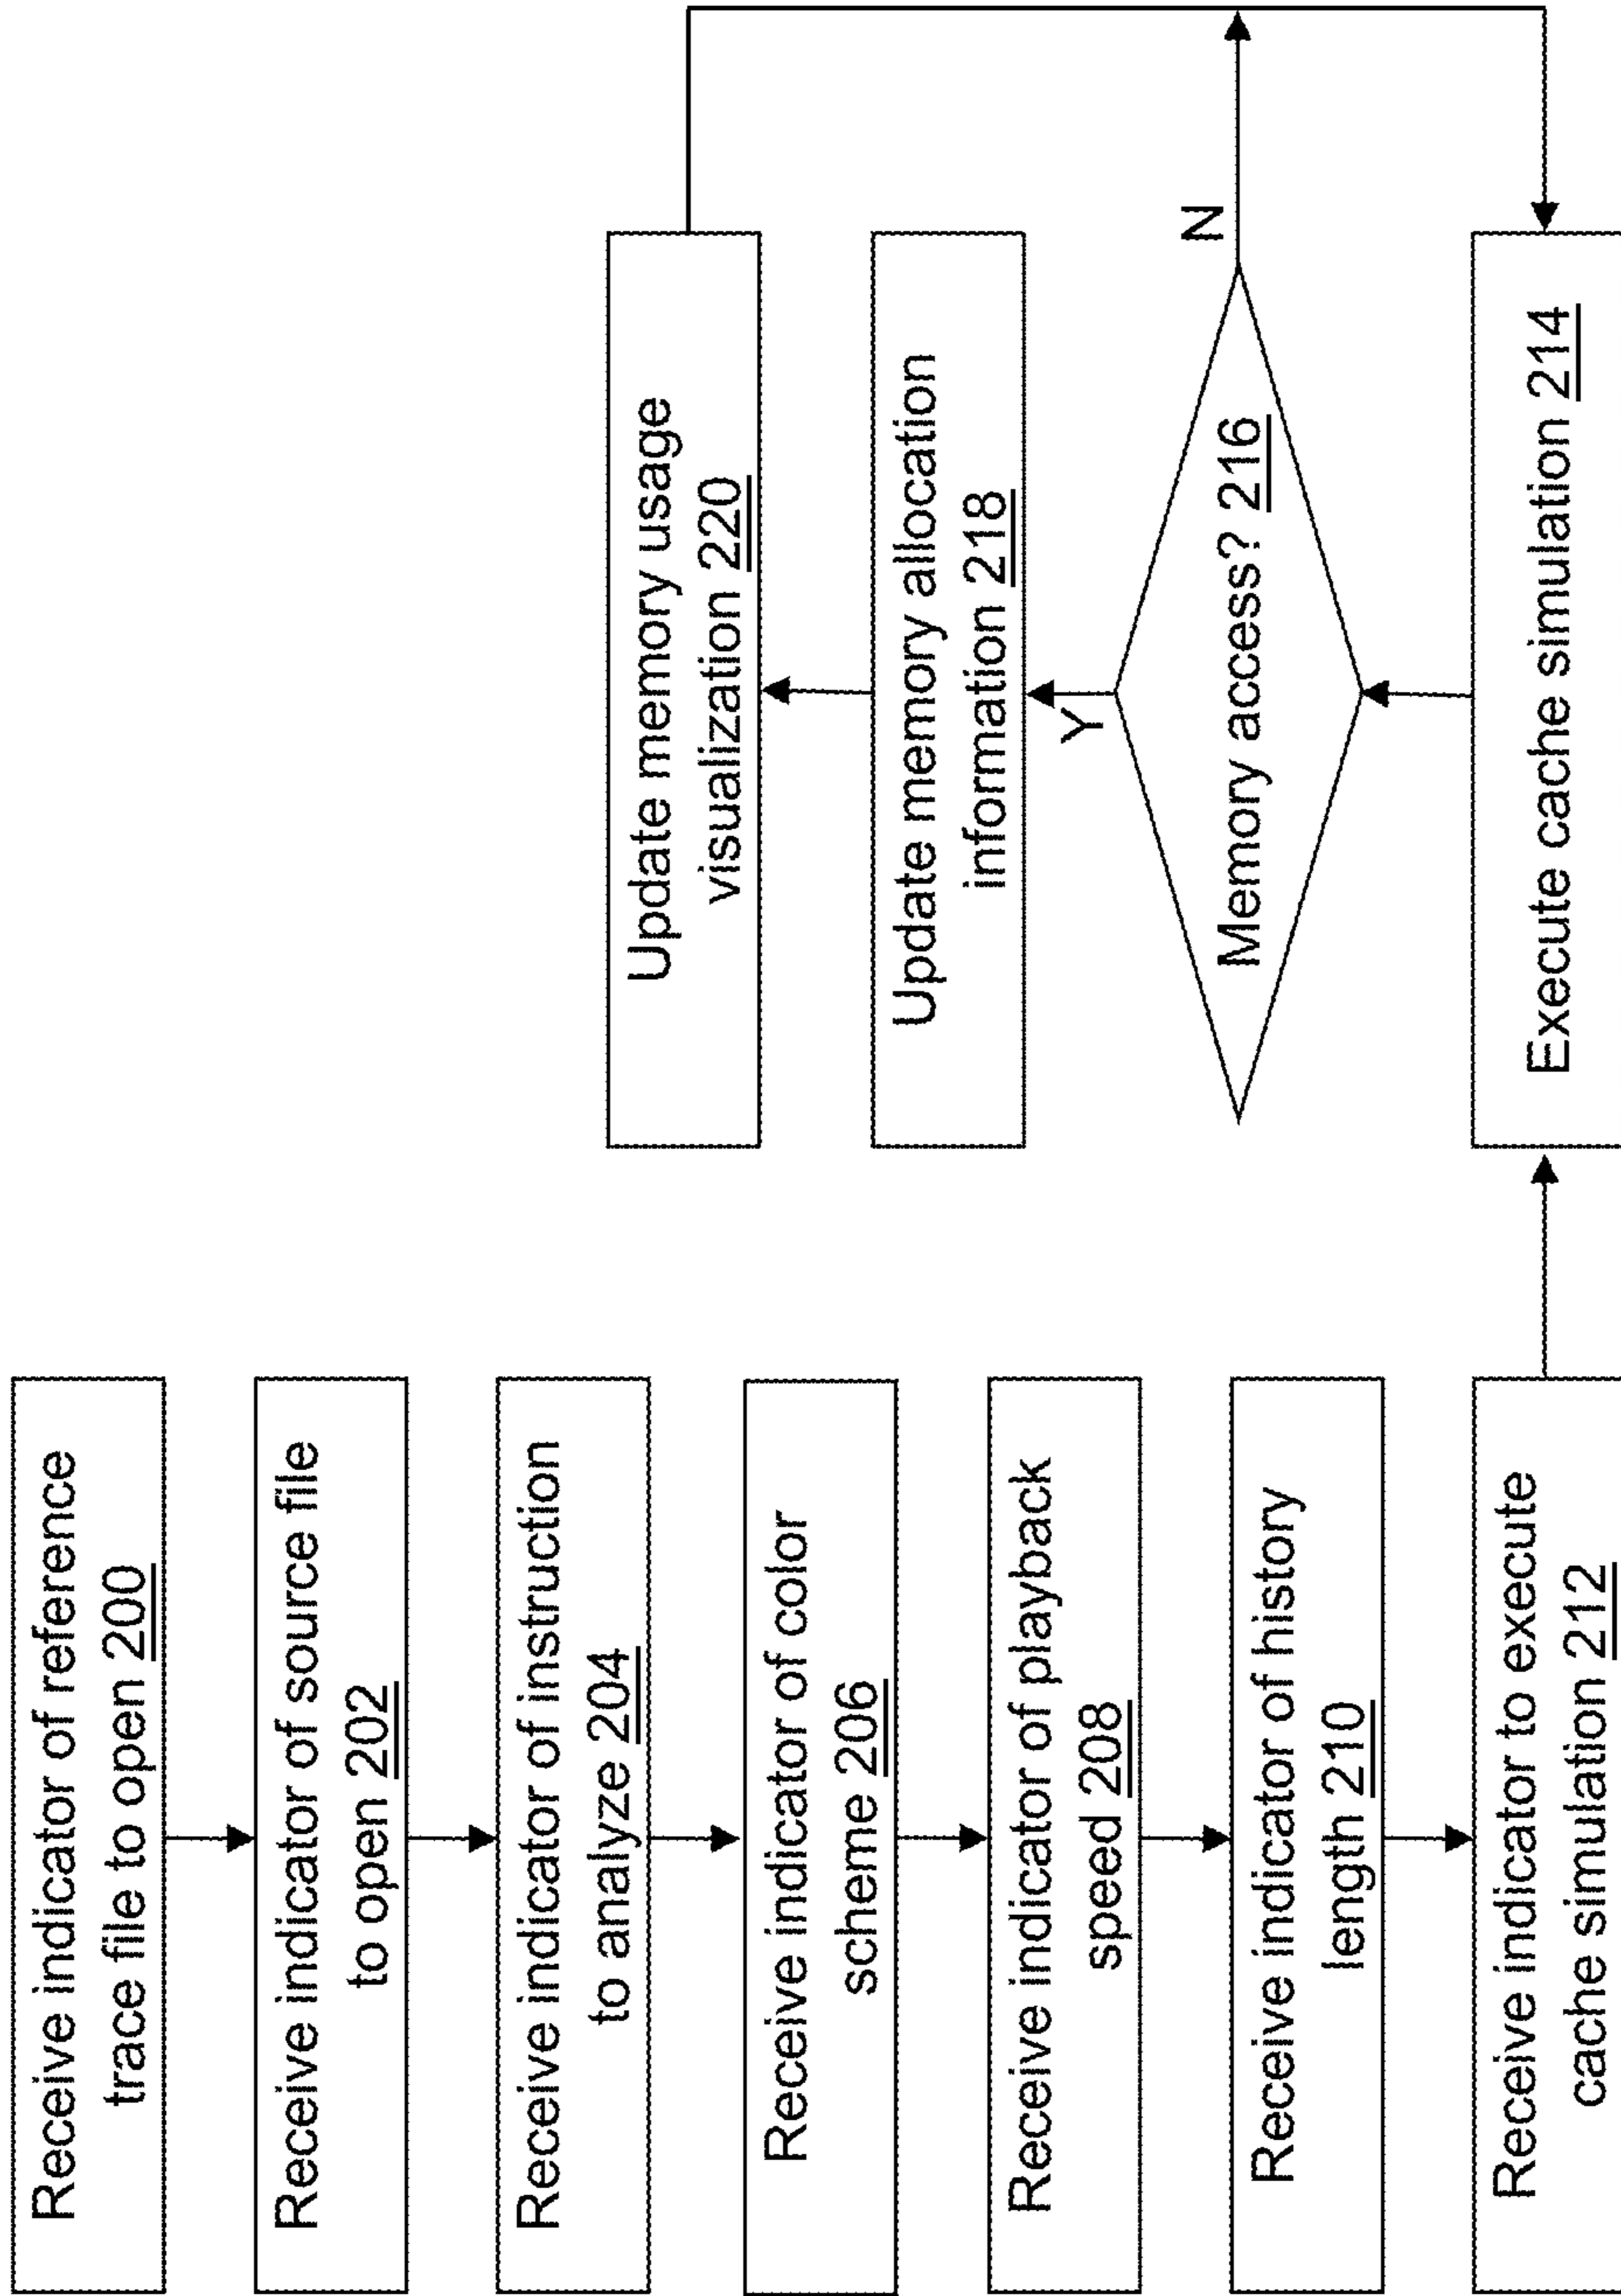 Receive indicator of reference
trace file to open 200
Receive indicator of source file
to open 202
Receive indicator of instruction
to analyze 204
Receive indicator of color
scheme 206
Receive indicator of playback
speed 208
Receive indicator of history
length 210
Receive indicator to execute
cache simulation 212
Execute cache simulation 214
Memory access? 216
Y
N
Update memory allocation
information 218
Update memory usage
visualization 220